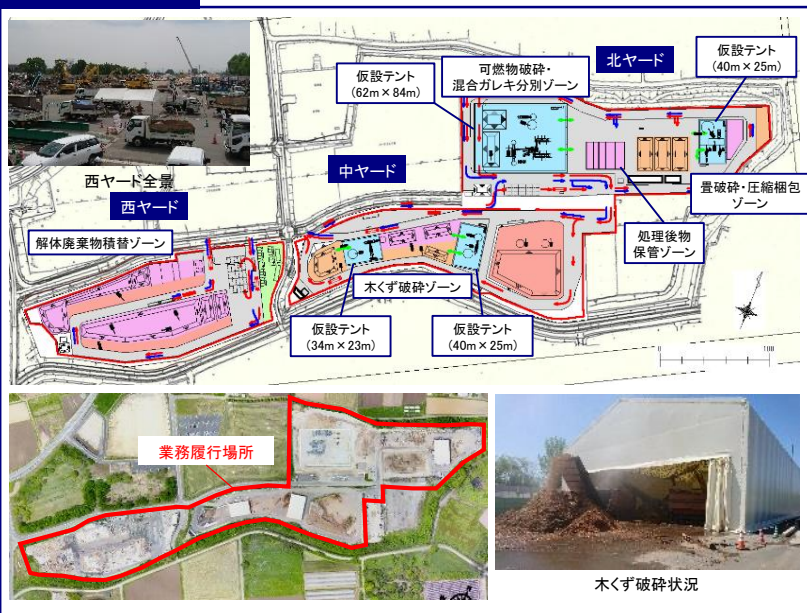 北ヤード
仮設テント
(40m×25m)
可燃物破砕・
混合ガレキ分別ゾーン
仮設テント
(62m×84m)
西ヤード全景
中ヤード
西ヤード
畳破砕・圧縮梱包
ゾーン
解体廃棄物積替ゾーン
処理後物
保管ゾーン
木くず破砕ゾーン
仮設テント
(34m×23m)
仮設テント
(40m×25m)
0
100
業務履行場所
木くず破砕状況